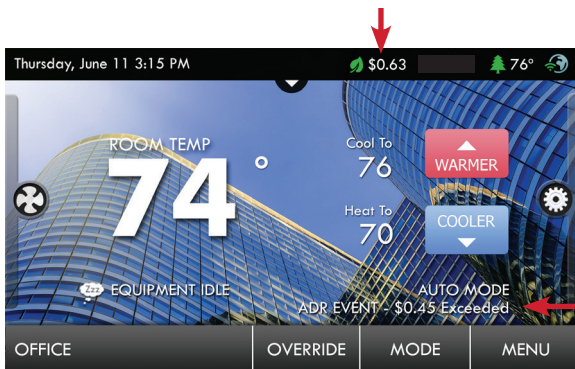 Thursday, June 11 3:15 PM $0.63 76°
ROOM TEMP
74°
Cool To
76
WARMER
Heat To
70
COOLER
Zzz EQUIPMENT IDLE
AUTO MODE
ADR EVENT - $0.45 Exceeded
OFFICE OVERRIDE MODE MENU